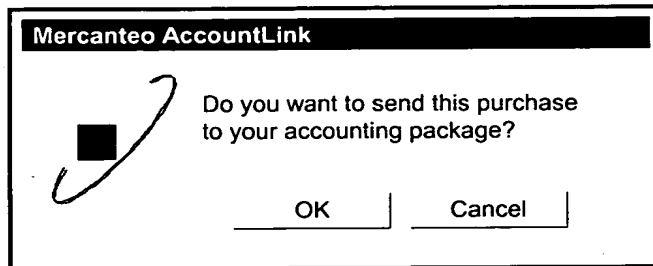 Mercanteo AccountLink
Do you want to send this purchase
to your accounting package?
OK
Cancel